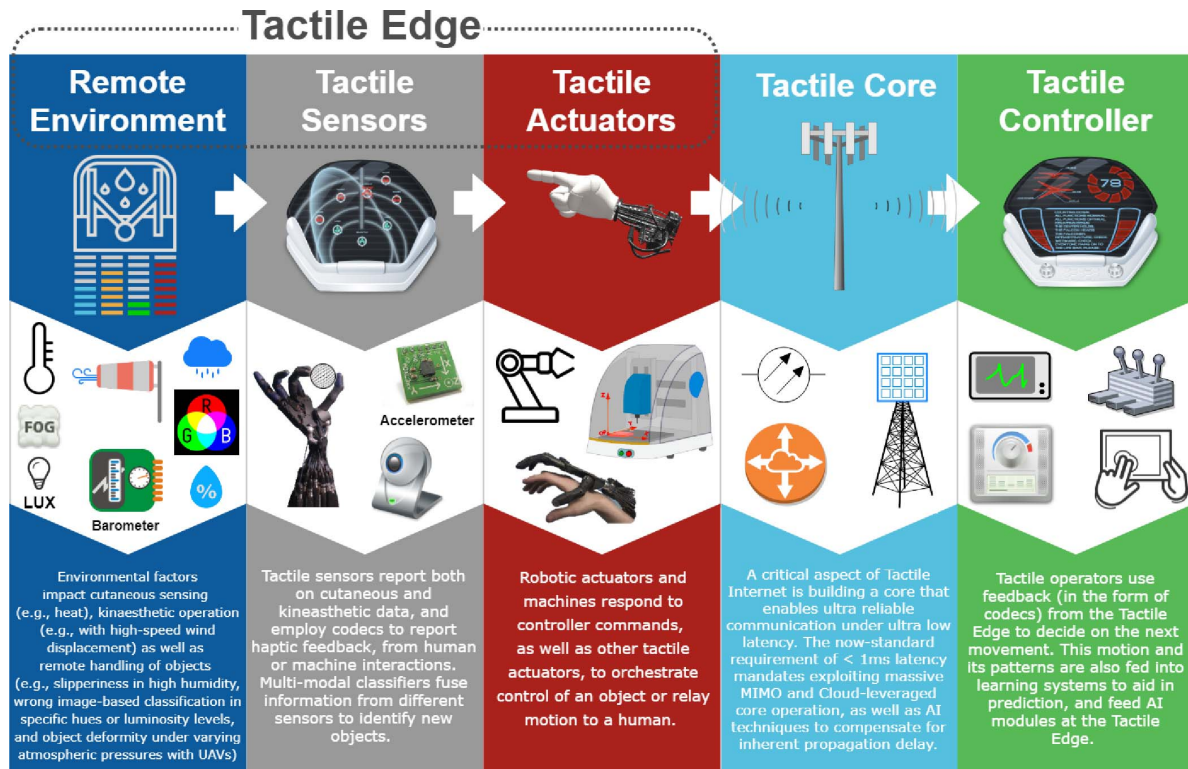 Tactile Edge
Remote
Environment
Tactile
Sensors
Tactile
Actuators
Tactile Core
Tactile
Controller
78
FOG
LUX
Barometer
R
G
B
%
Accelerometer
Environmental factors
impact cutaneous sensing
(e.g., heat), kinaesthetic operation
(e.g., with high-speed wind
displacement) as well as
remote handling of objects
(e.g., slipperiness in high humidity,
wrong image-based classification in
specific hues or luminosity levels,
and object deformity under varying
atmospheric pressures with UAVs)
Tactile sensors report both
on cutaneous and
kineasthetic data, and
employ codecs to report
haptic feedback, from human
or machine interactions.
Multi-modal classifiers fuse
information from different
sensors to identify new
objects.
Robotic actuators and
machines respond to
controller commands,
as well as other tactile
actuators, to orchestrate
control of an object or relay
motion to a human.
A critical aspect of Tactile
Internet is building a core that
enables ultra reliable
communication under ultra low
latency. The now-standard
requirement of < 1ms latency
mandates exploiting massive
MIMO and Cloud-leveraged
core operation, as well as AI
techniques to compensate for
inherent propagation delay.
Tactile operators use
feedback (in the form of
codecs) from the Tactile
Edge to decide on the next
movement. This motion and
its patterns are also fed into
learning systems to aid in
prediction, and feed AI
modules at the Tactile
Edge.